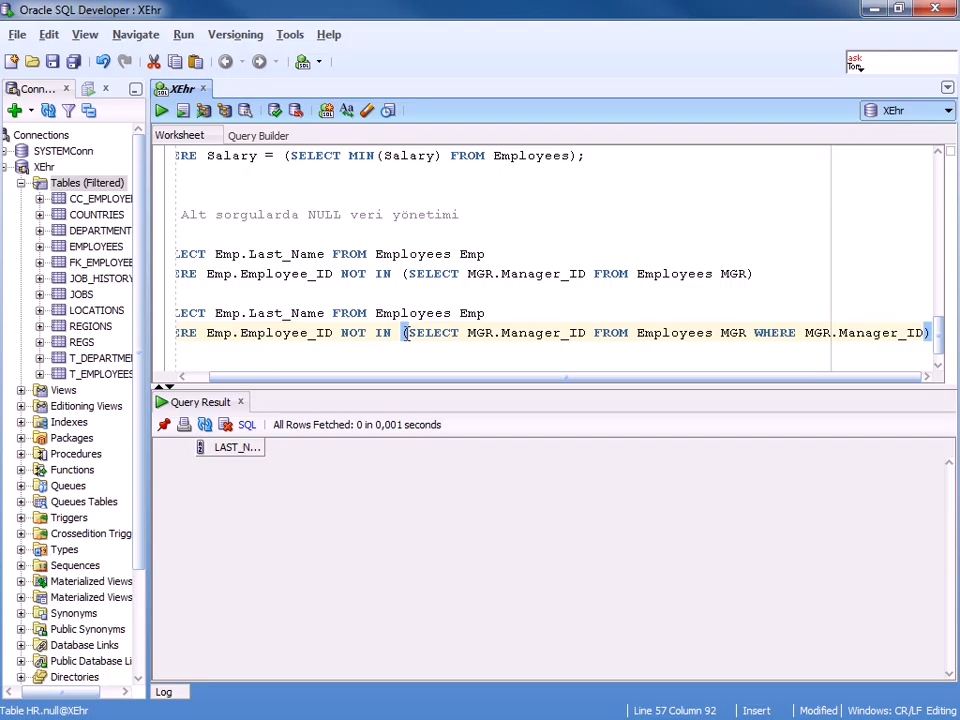 Oracle SQL Developer : XEhr
File Edit View Navigate Run Versioning Tools Help
ask
Tom
Conn...
XEhr
XEhr
Connections
SYSTEMConn
XEhr
Tables (Filtered)
CC_EMPLOYE
COUNTRIES
DEPARTMENT
EMPLOYEES
FK_EMPLOYEE
JOB_HISTORY
JOBS
LOCATIONS
REGIONS
REGS
T_DEPARTME
T_EMPLOYEES
Views
Editioning Views
Indexes
Packages
Procedures
Functions
Queues
Queues Tables
Triggers
Crossedition Trigg
Types
Sequences
Materialized Views
Materialized Views
Synonyms
Public Synonyms
Database Links
Public Database Li
Directories
Worksheet Query Builder
ERE Salary = (SELECT MIN(Salary) FROM Employees);
Alt sorgularda NULL veri yönetimi
LECT Emp.Last_Name FROM Employees Emp
ERE Emp.Employee_ID NOT IN (SELECT MGR.Manager_ID FROM Employees MGR)
LECT Emp.Last_Name FROM Employees Emp
ERE Emp.Employee_ID NOT IN (SELECT MGR.Manager_ID FROM Employees MGR WHERE MGR.Manager_ID)
Query Result
SQL All Rows Fetched: 0 in 0,001 seconds
LAST_N...
Log
Table HR.null@XEhr
Line 57 Column 92 Insert Modified Windows: CR/LF Editing